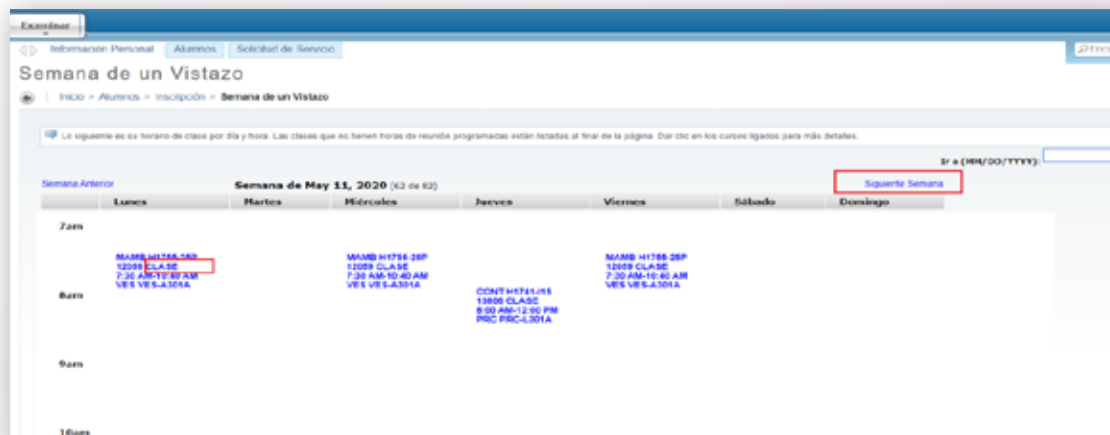 Examinar
Información Personal Alumnos Solicitud de Servicio
Semana de un Vistazo
Inicio > Alumnos > Inscripción > Semana de un Vistazo
Lo siguiente es su horario de clase por día y hora. Las clases que no tienen horas de reunión programadas están listadas al final de la página. Dar clic en los cursos ligados para más detalles.
Ir a (MM/DD/YYYY):
Semana Anterior Semana de May 11, 2020 (62 de 62) Siguiente Semana
Lunes Martes Miércoles Jueves Viernes Sábado Domingo
7am
MAMB H1756-26P MAMB H1756-26P MAMB H1756-26P
12059 CLASE 12059 CLASE 12059 CLASE
7:30 AM-10:40 AM 7:30 AM-10:40 AM 7:30 AM-10:40 AM
VES VES-A301A VES VES-A301A VES VES-A301A
8am
CLASE
8:00 AM-12:00 PM
PRC PRC-L301A
9am
10am